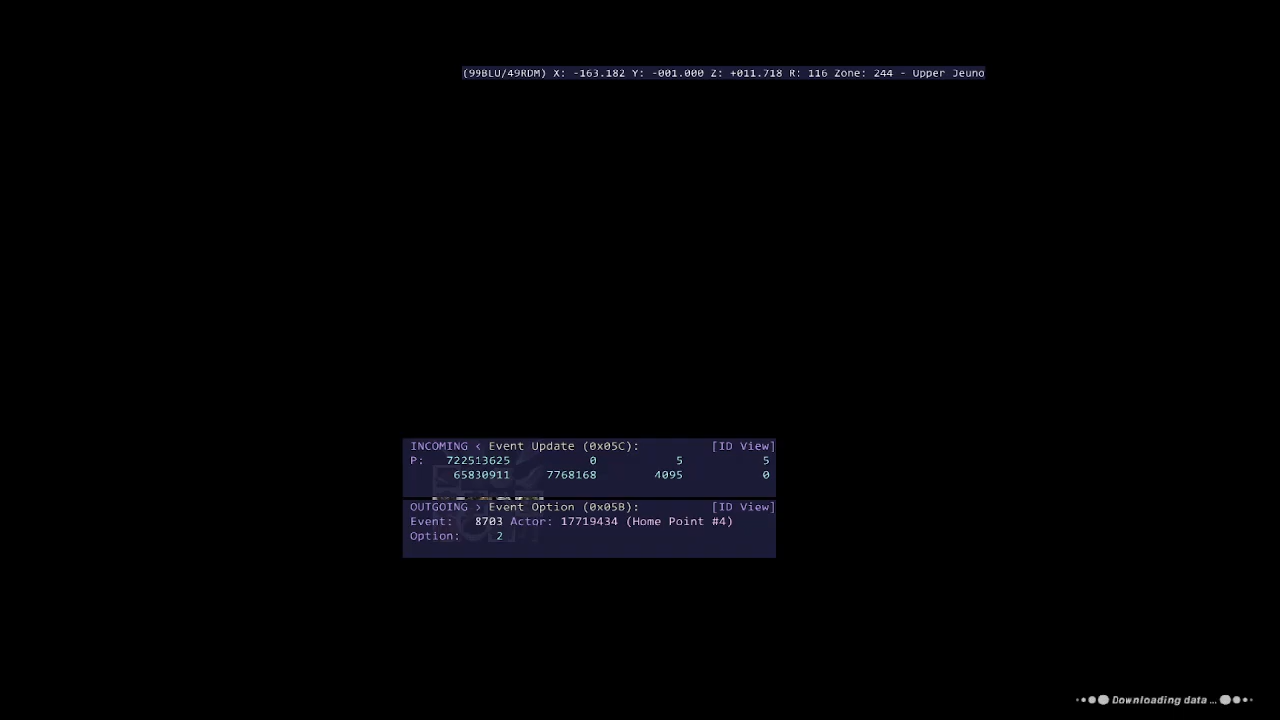 (99BLU/49RDM) X: -163.182 Y: -001.000 Z: +011.718 R: 116 Zone: 244 - Upper Jeuno
INCOMING < Event Update (0x05C): [ID View]
P: 722513625 0 5 5
65830911 7768168 4095 0
OUTGOING > Event Option (0x05B): [ID View]
Event: 8703 Actor: 17719434 (Home Point #4)
Option: 2
Downloading data ...